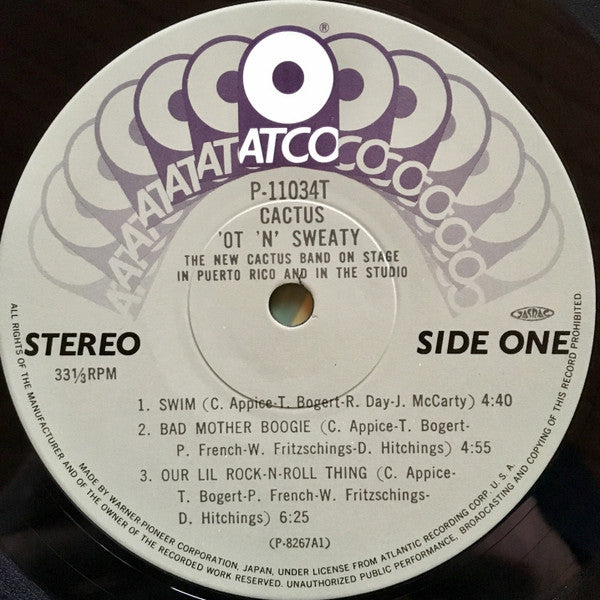 ATCO
P-11034T
CACTUS
'OT 'N' SWEATY
THE NEW CACTUS BAND ON STAGE
IN PUERTO RICO AND IN THE STUDIO
STEREO
33⅓RPM
SIDE ONE
JASRAC
1. SWIM (C. Appice-T. Bogert-R. Day-J. McCarty) 4:40
2. BAD MOTHER BOOGIE (C. Appice-T. Bogert-
P. French-W. Fritzschings-D. Hitchings) 4:55
3. OUR LIL ROCK-N-ROLL THING (C. Appice-
T. Bogert-P. French-W. Fritzschings-
D. Hitchings) 6:25
(P-8267A1)
MADE BY WARNER-PIONEER CORPORATION, JAPAN, UNDER LICENSE FROM ATLANTIC RECORDING CORP. U.S.A.
ALL RIGHTS OF THE MANUFACTURER AND OF THE OWNER OF THE RECORDED WORK RESERVED. UNAUTHORIZED PUBLIC PERFORMANCE, BROADCASTING AND COPYING OF THIS RECORD PROHIBITED.